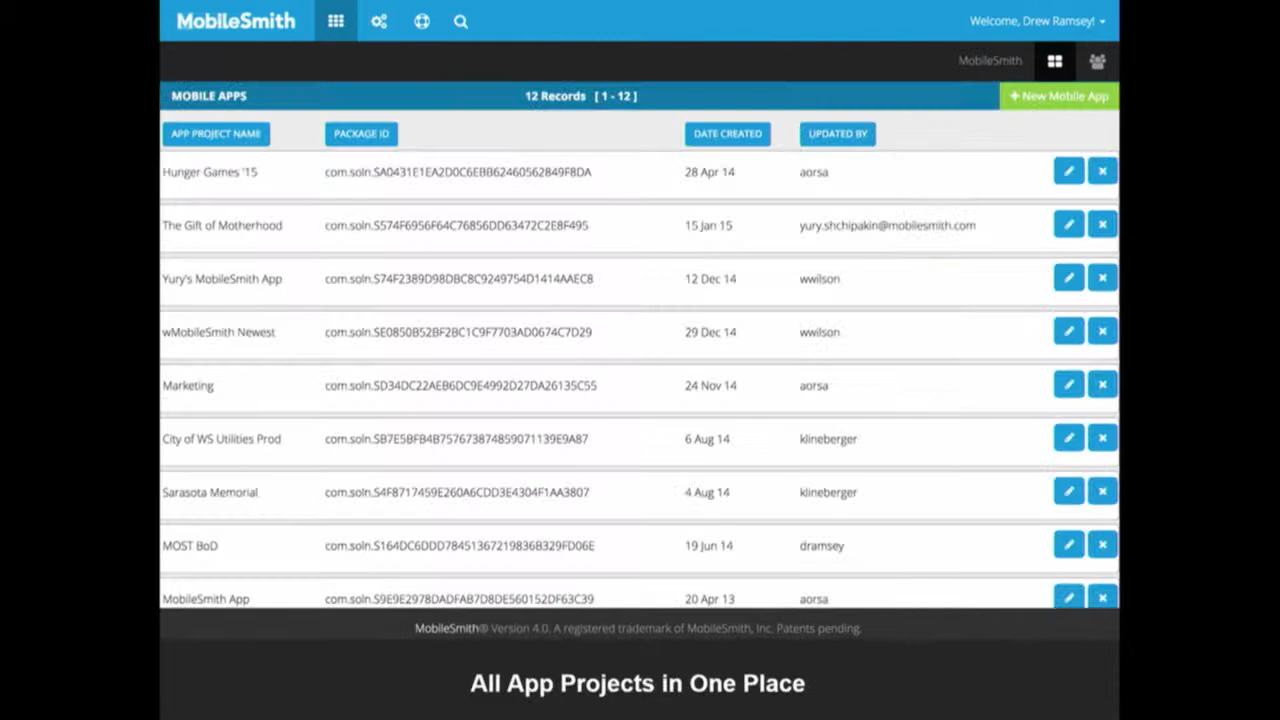 MobileSmith Welcome, Drew Ramsey!
MobileSmith
MOBILE APPS 12 Records [ 1 - 12 ] + New Mobile App
APP PROJECT NAME PACKAGE ID DATE CREATED UPDATED BY
Hunger Games '15 com.soln.SA0431E1EA2D0C6EBB62460562849F8DA 28 Apr 14 aorsa
The Gift of Motherhood com.soln.S574F6956F64C76856DD63472C2E8F495 15 Jan 15 yury.shchipakin@mobilesmith.com
Yury's MobileSmith App com.soln.S74F2389D98DBC8C9249754D1414AAEC8 12 Dec 14 wwilson
wMobileSmith Newest com.soln.SE0850B52BF2BC1C9F7703AD0674C7D29 29 Dec 14 wwilson
Marketing com.soln.SD34DC22AEB6DC9E4992D27DA26135C55 24 Nov 14 aorsa
City of WS Utilities Prod com.soln.SB7E5BFB4B757673874859071139E9A87 6 Aug 14 klineberger
Sarasota Memorial com.soln.S4F8717459E260A6CDD3E4304F1AA3807 4 Aug 14 klineberger
MOST BoD com.soln.S164DC6DDD78451367219836B329FD06E 19 Jun 14 dramsey
MobileSmith App com.soln.S9E9E2978DADFAB7D8DE560152DF63C39 20 Apr 13 aorsa
MobileSmith® Version 4.0. A registered trademark of MobileSmith, Inc. Patents pending.
All App Projects in One Place